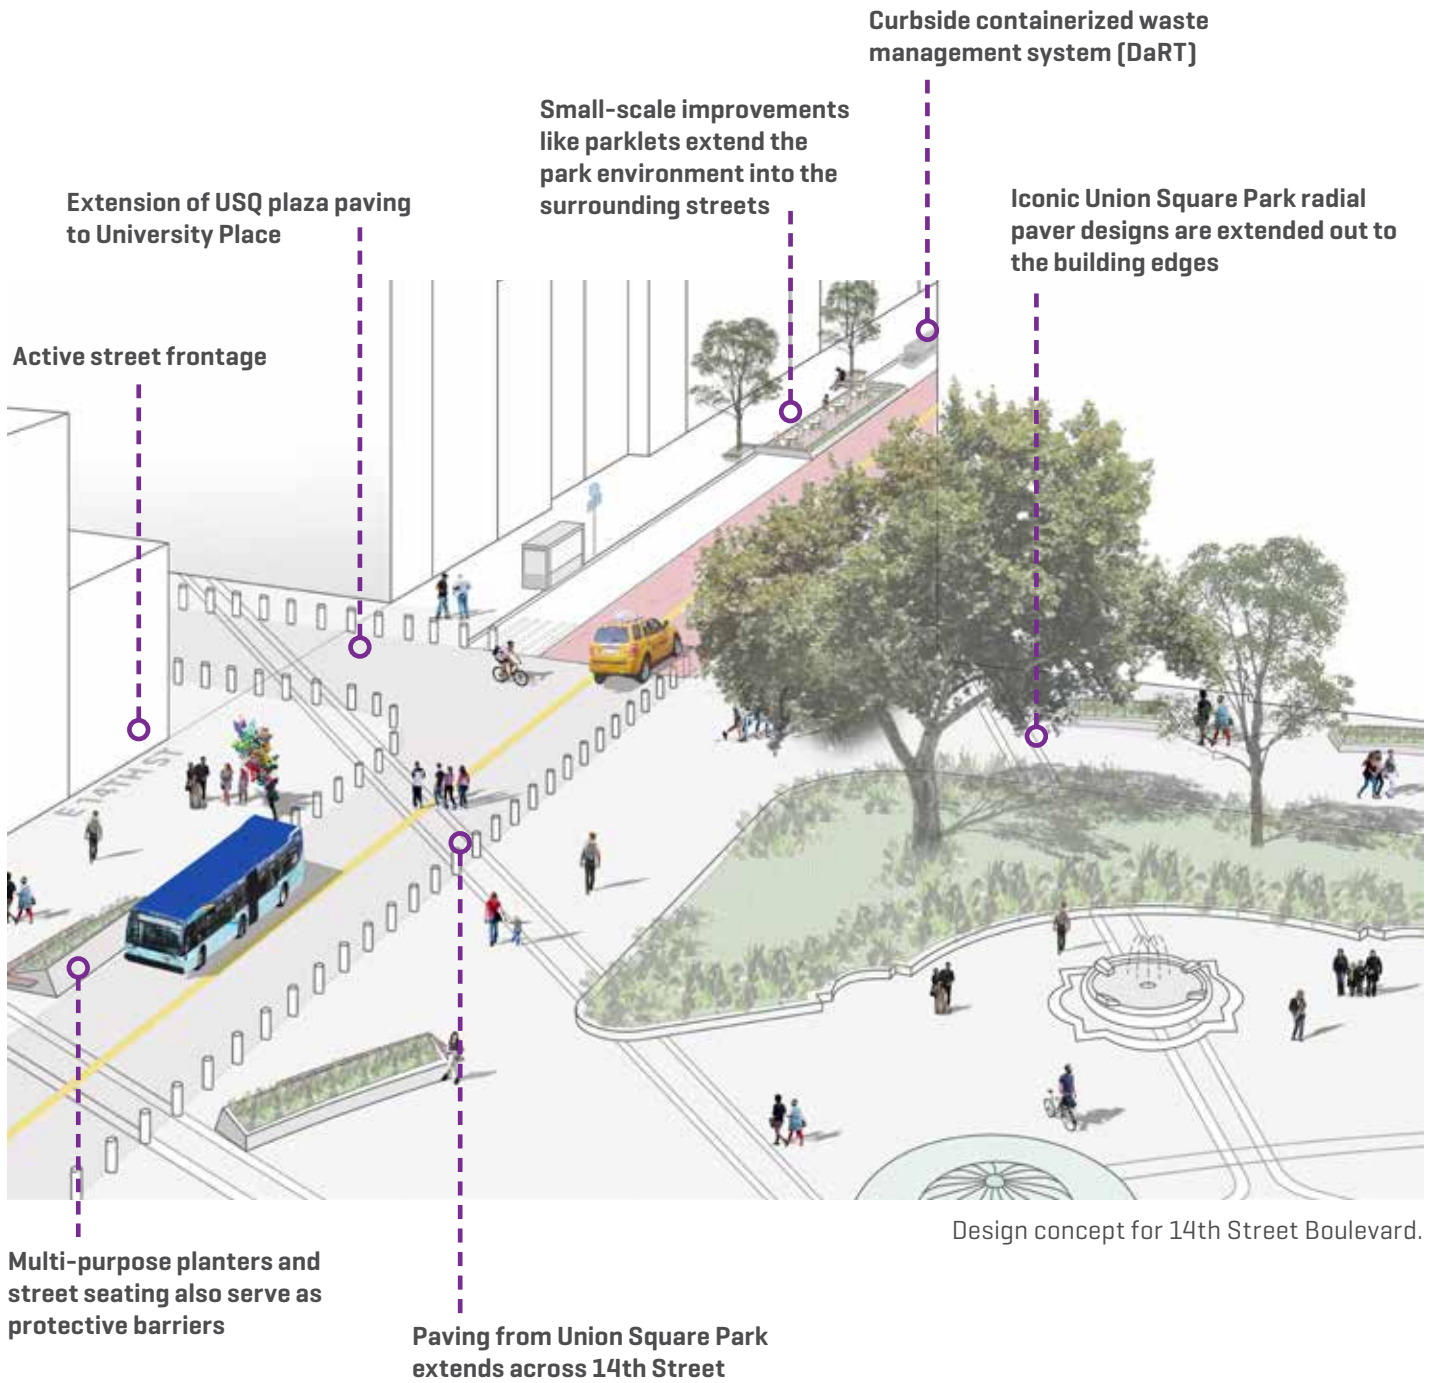 Curbside containerized waste
management system (DaRT)
Small-scale improvements
like parklets extend the
park environment into the
surrounding streets
Extension of USQ plaza paving
to University Place
Iconic Union Square Park radial
paver designs are extended out to
the building edges
Active street frontage
E 14TH ST
Design concept for 14th Street Boulevard.
Multi-purpose planters and
street seating also serve as
protective barriers
Paving from Union Square Park
extends across 14th Street